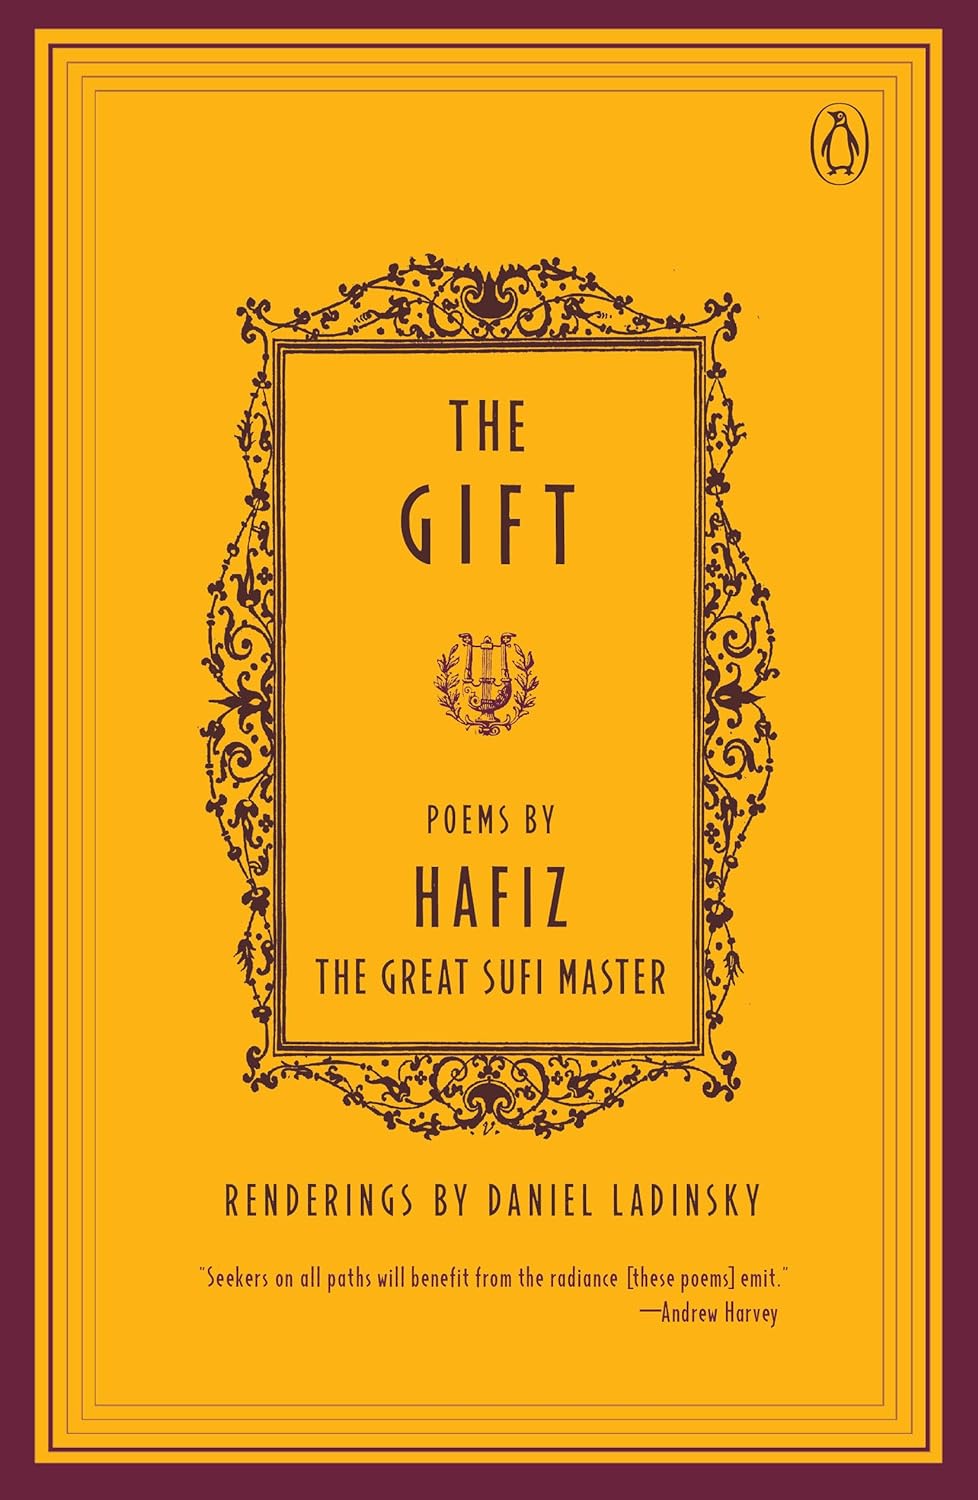 THE
GIFT
POEMS BY
HAFIZ
THE GREAT SUFI MASTER
RENDERINGS BY DANIEL LADINSKY
"Seekers on all paths will benefit from the radiance [these poems] emit."
—Andrew Harvey